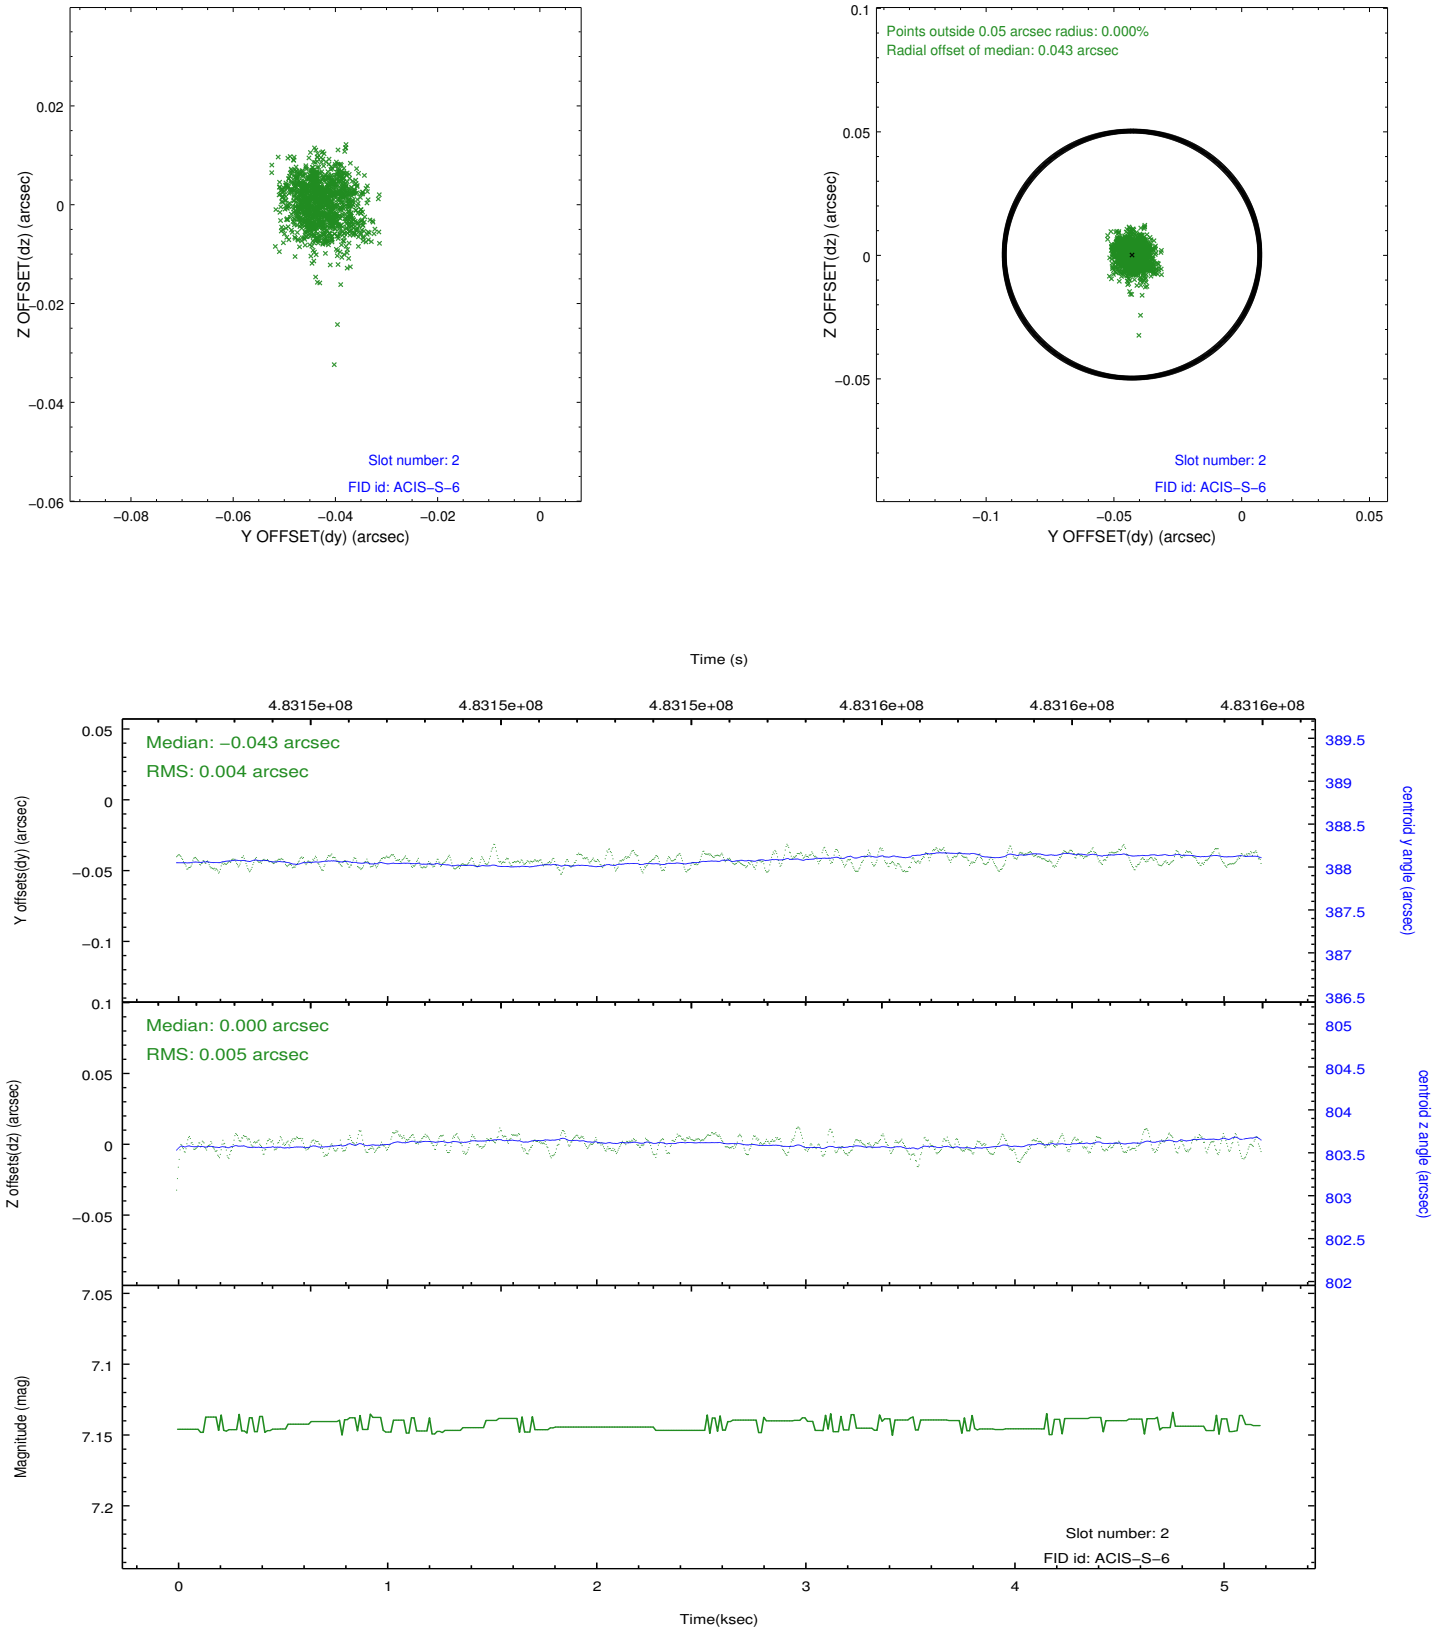 0.02
0
−0.02
−0.04
−0.06
Z OFFSET(dz) (arcsec)
Slot number: 2
FID id: ACIS−S−6
−0.08
−0.06
−0.04
−0.02
0
Y OFFSET(dy) (arcsec)
0.1
0.05
0
−0.05
Z OFFSET(dz) (arcsec)
Points outside 0.05 arcsec radius: 0.000%
Radial offset of median: 0.043 arcsec
Slot number: 2
FID id: ACIS−S−6
−0.1
−0.05
0
0.05
Y OFFSET(dy) (arcsec)
Time (s)
4.8315e+08
4.8315e+08
4.8315e+08
4.8316e+08
4.8316e+08
4.8316e+08
0.05
0
−0.05
−0.1
Y offsets(dy) (arcsec)
Median: −0.043 arcsec
RMS: 0.004 arcsec
389.5
389
388.5
388
387.5
387
386.5
centroid y angle (arcsec)
0.1
0.05
0
−0.05
Z offsets(dz) (arcsec)
Median: 0.000 arcsec
RMS: 0.005 arcsec
805
804.5
804
803.5
803
802.5
802
centroid z angle (arcsec)
7.05
7.1
7.15
7.2
Magnitude (mag)
Slot number: 2
FID id: ACIS−S−6
0
1
2
3
4
5
Time(ksec)